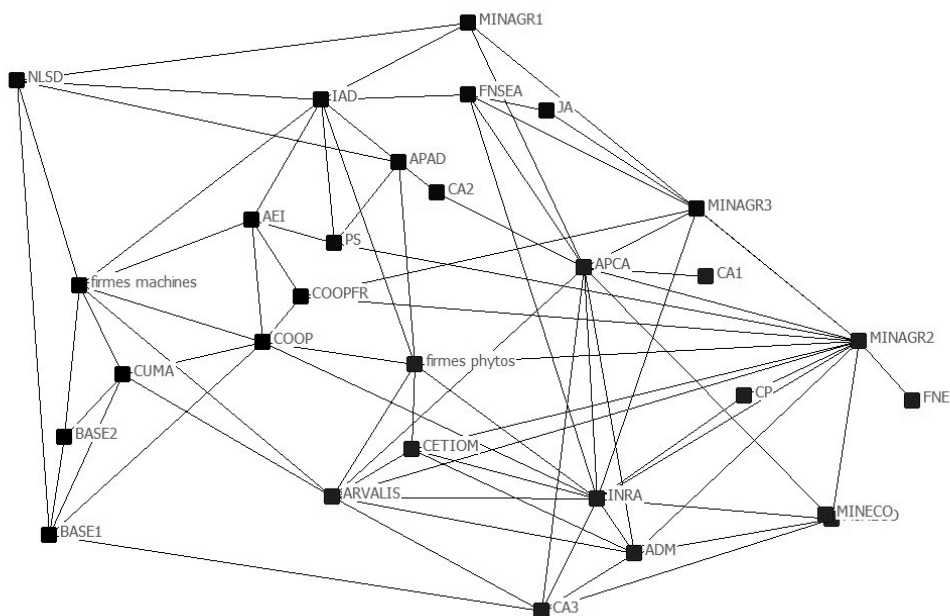 MINAGR1
NLSD
IAD
FNSEA
JA
APAD
CA2
MINAGR3
AEI
PS
APCA
CA1
firmes machines
COOPFR
COOP
MINAGR2
firmes phytos
CUMA
CP
FNE
BASE2
CETIOM
ARVALIS
INRA
MINECO
BASE1
ADM
CA3